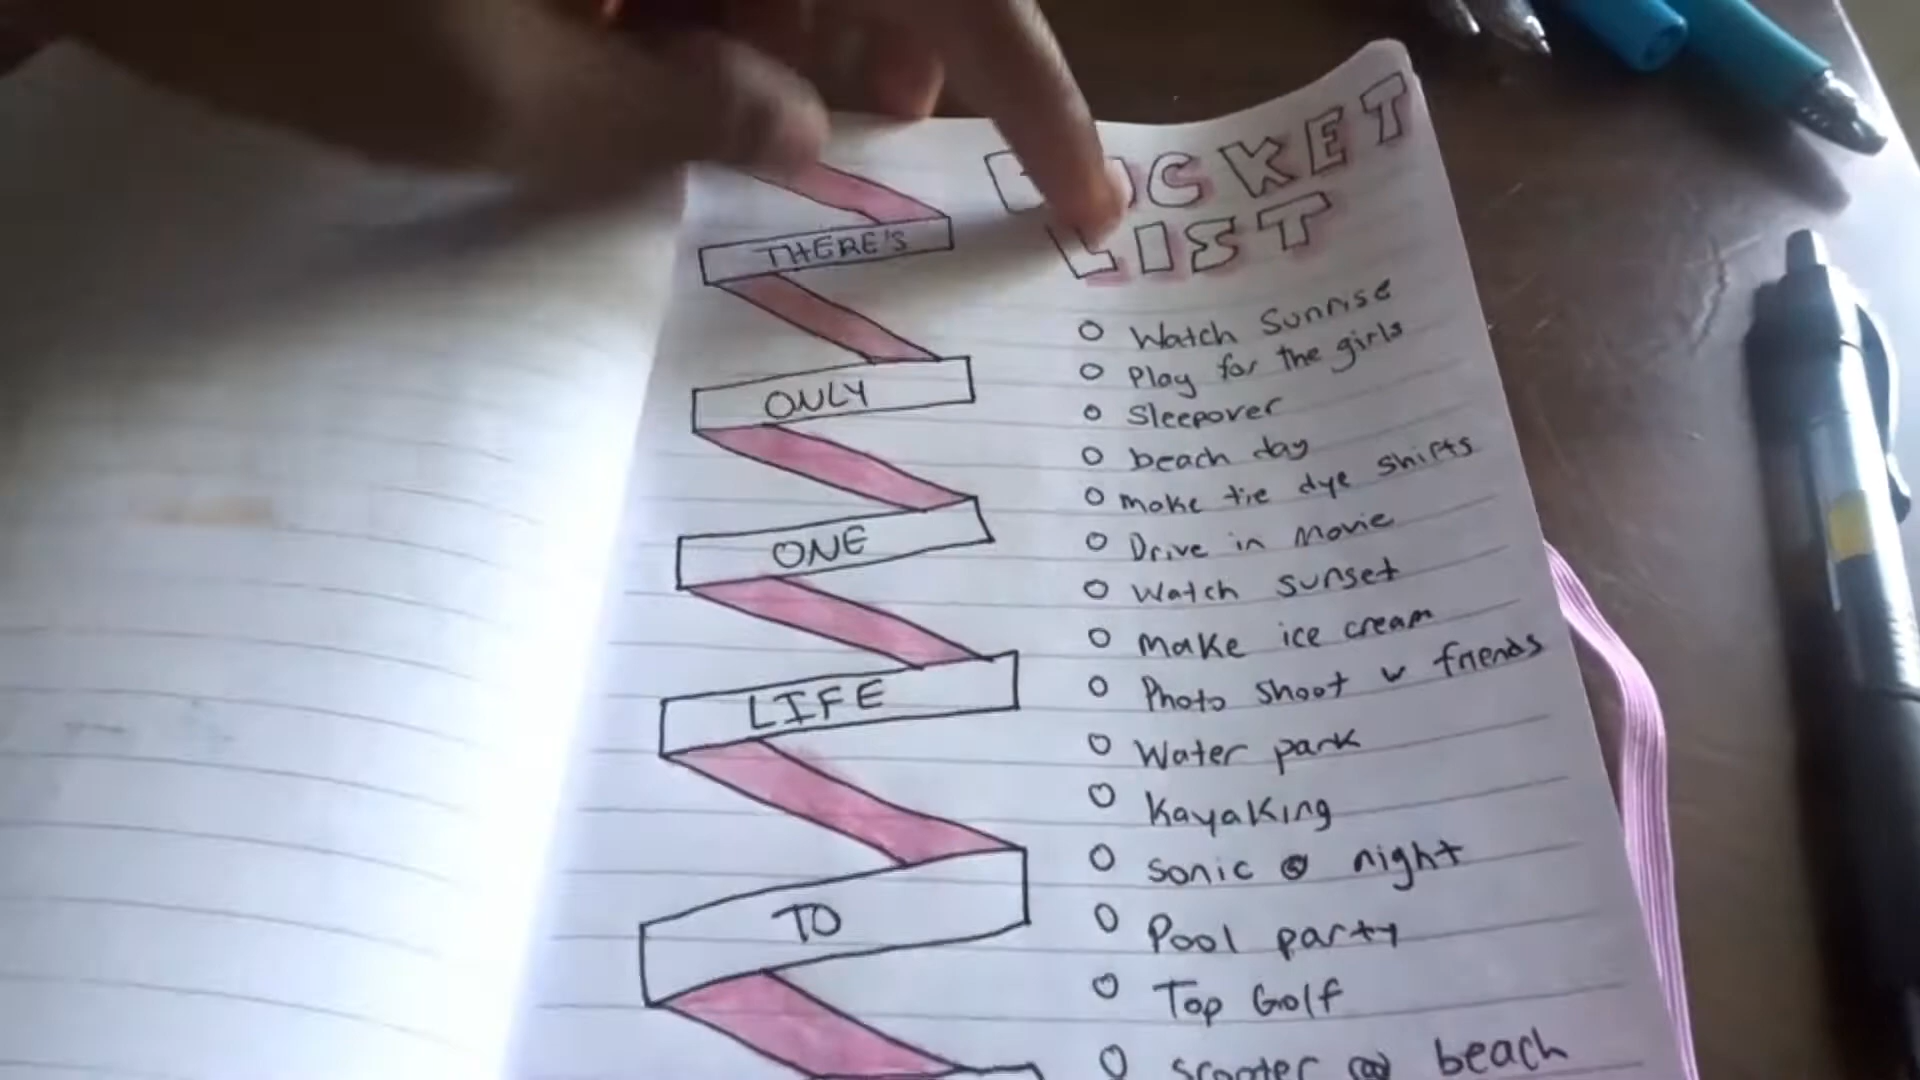 THERE'S
ONLY
ONE
LIFE
TO
BUCKET
LIST
Watch Sunrise
Play for the girls
Sleepover
beach day
make tie dye shirts
Drive in Movie
Watch sunset
Make ice cream
Photo shoot w friends
Water park
Kayaking
Sonic @ night
Pool party
Top Golf
Scooter @ beach